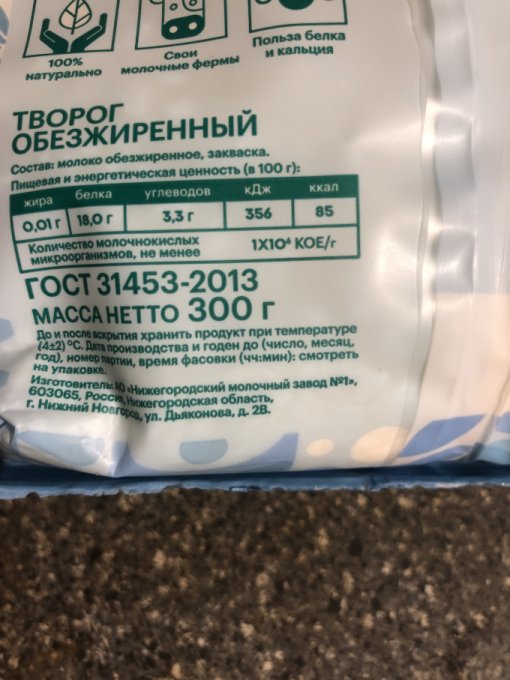 100%
натурально
Свои
молочные фермы
Польза белка
и кальция
ТВОРОГ
ОБЕЗЖИРЕННЫЙ
Состав: молоко обезжиренное, закваска.
Пищевая и энергетическая ценность (в 100 г):
жира белка углеводов кДж ккал
0,01 г 18,0 г 3,3 г 356 85
Количество молочнокислых
микроорганизмов, не менее 1X10⁶ КОЕ/г
ГОСТ 31453-2013
МАССА НЕТТО 300 г
До и после вскрытия хранить продукт при температуре
(4±2) °С. Дата производства и годен до (число, месяц,
год), номер партии, время фасовки (чч:мин): смотреть
на упаковке.
Изготовитель: АО «Нижегородский молочный завод №1»,
603065, Россия, Нижегородская область,
г. Нижний Новгород, ул. Дьяконова, д. 2В.